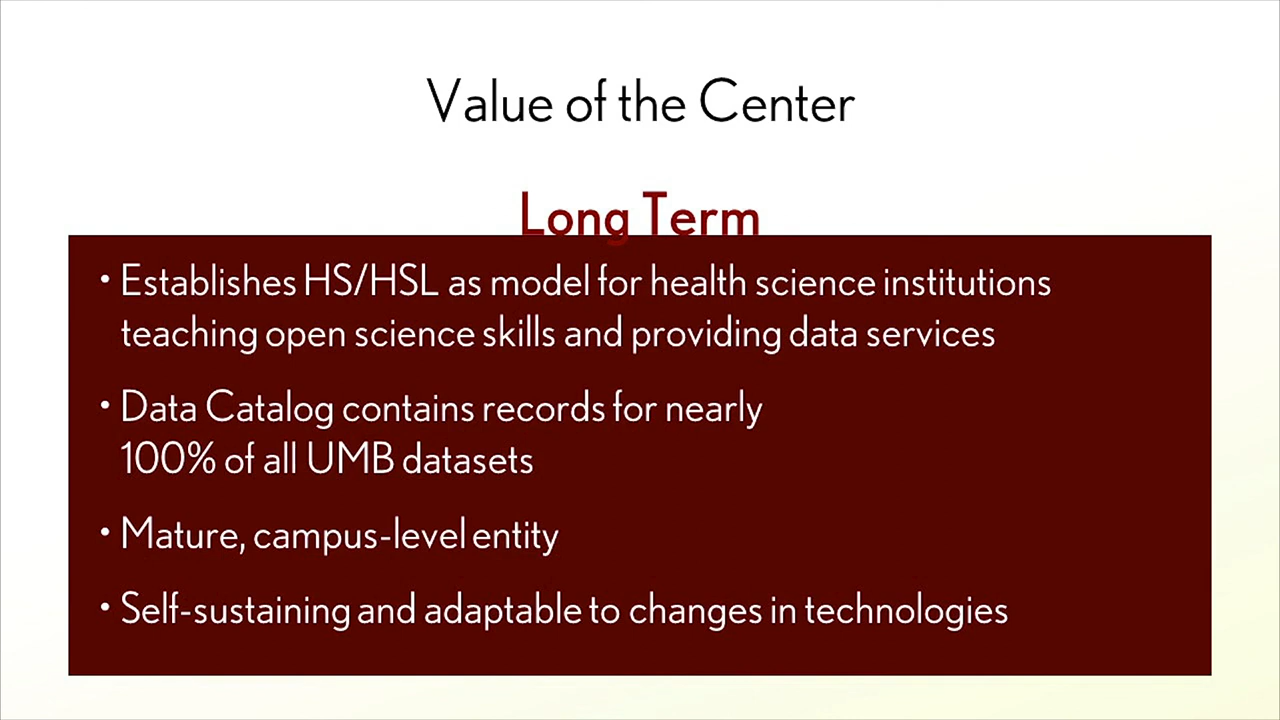 Value of the Center
Long Term
• Establishes HS/HSL as model for health science institutions
teaching open science skills and providing data services
• Data Catalog contains records for nearly
100% of all UMB datasets
• Mature, campus-level entity
• Self-sustaining and adaptable to changes in technologies